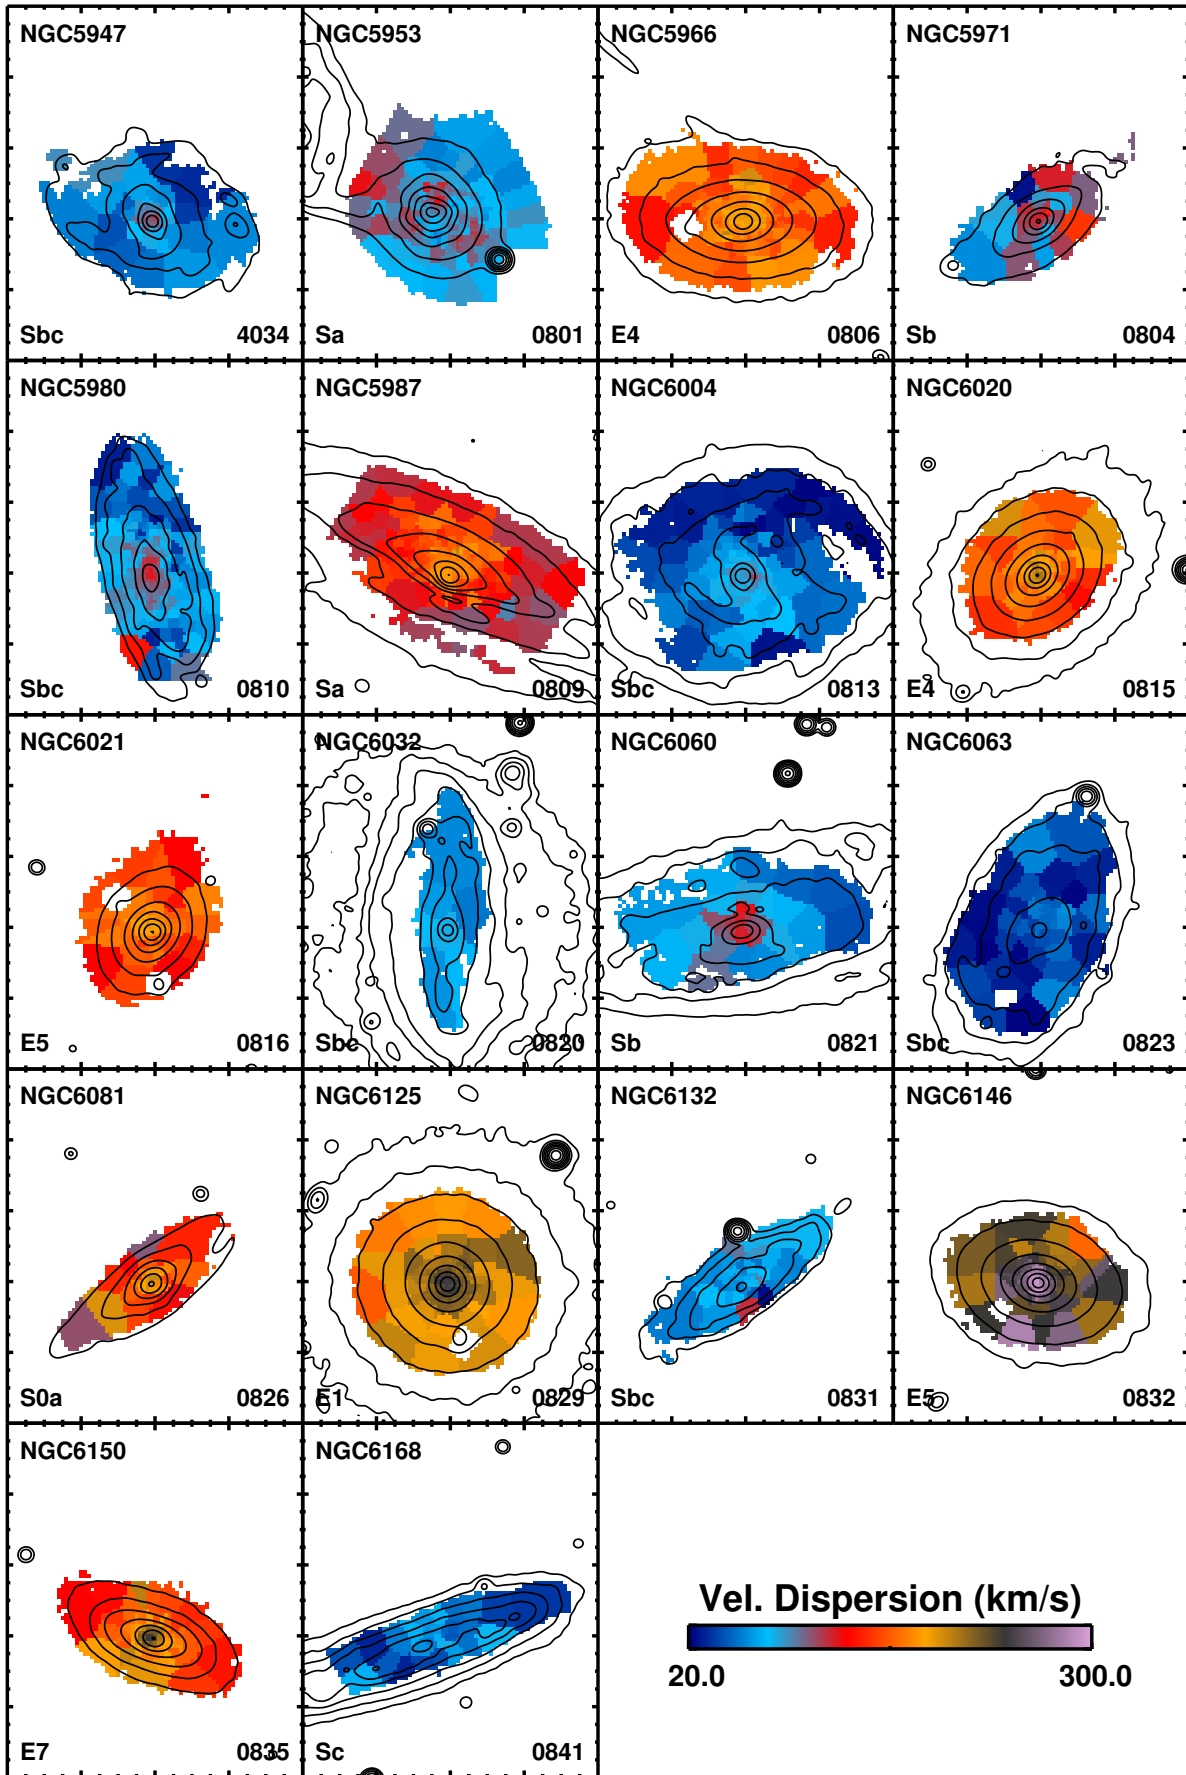 NGC5947 NGC5953 NGC5966 NGC5971
Sbc 4034 Sa 0801 E4 0806 Sb 0804
NGC5980 NGC5987 NGC6004 NGC6020
Sbc 0810 Sa 0809 Sbc 0813 E4 0815
NGC6021 NGC6032 NGC6060 NGC6063
E5 0816 Sbc 0820 Sb 0821 Sbc 0823
NGC6081 NGC6125 NGC6132 NGC6146
S0a 0826 E1 0829 Sbc 0831 E5 0832
NGC6150 NGC6168
Vel. Dispersion (km/s)
20.0 300.0
E7 0835 Sc 0841